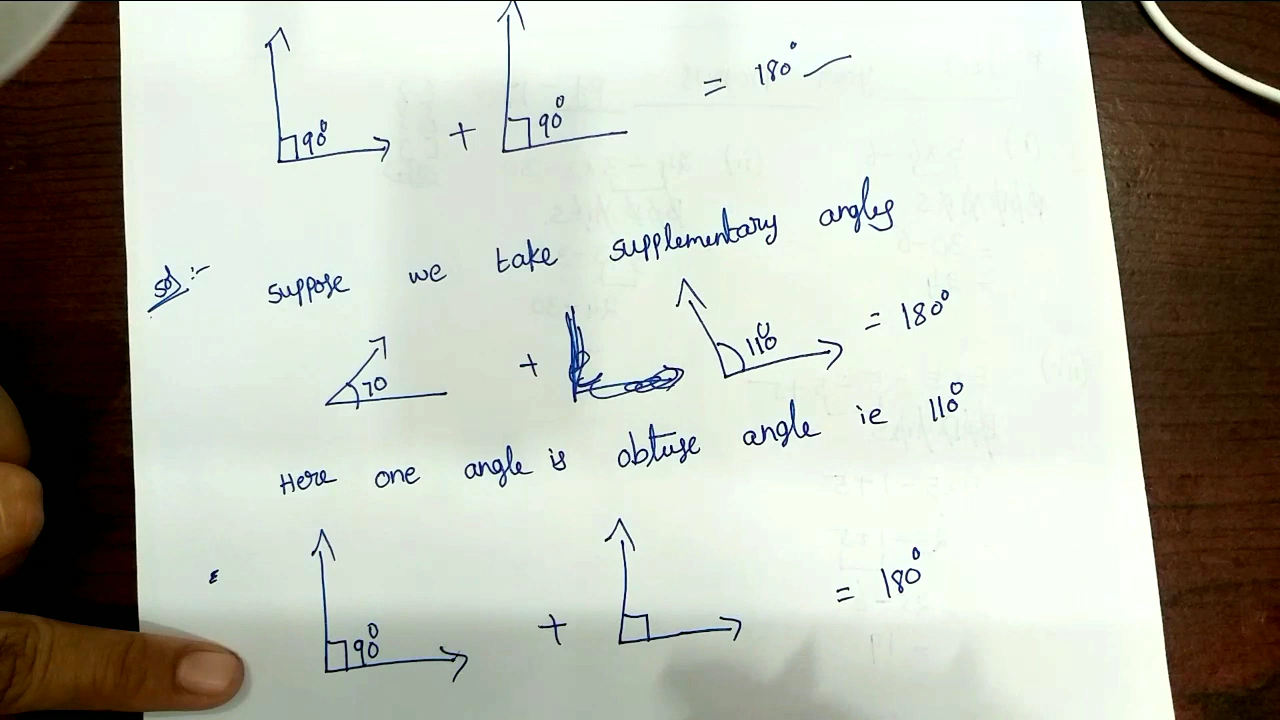 90° + 90° = 180°
Sol:- Suppose we take supplementary angles
70 + 110° = 180°
Here one angle is obtuse angle ie 110°
90° + = 180°